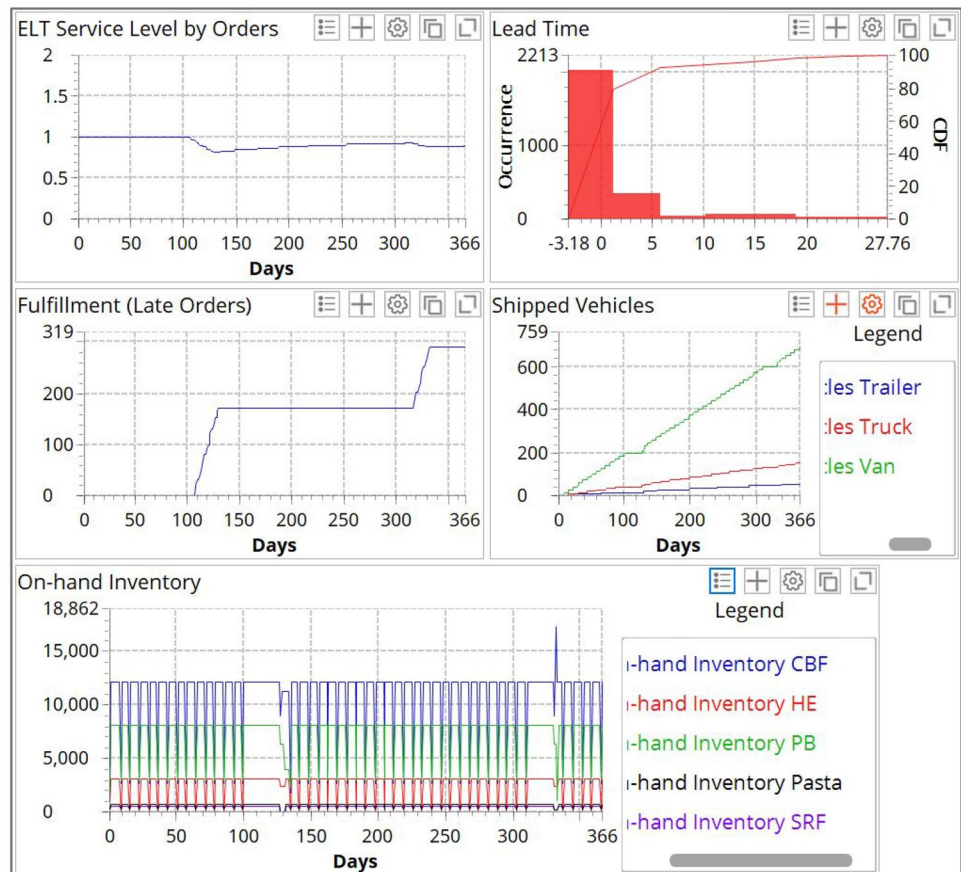 ELT Service Level by Orders
2
1.5
1
0.5
0
0 50 100 150 200 250 300 366
Days
Lead Time
2213
1000
0
Occurrence
100
80
60
40
20
0
CDF
-3.18 0 5 10 15 20 27.76
Fulfillment (Late Orders)
319
200
100
0
0 50 100 150 200 250 300 366
Days
Shipped Vehicles
759
600
400
200
0
0 100 200 300 366
Days
Legend
:les Trailer
:les Truck
:les Van
On-hand Inventory
18,862
15,000
10,000
5,000
0
0 50 100 150 200 250 300 366
Days
Legend
ı-hand Inventory CBF
ı-hand Inventory HE
ı-hand Inventory PB
ı-hand Inventory Pasta
ı-hand Inventory SRF